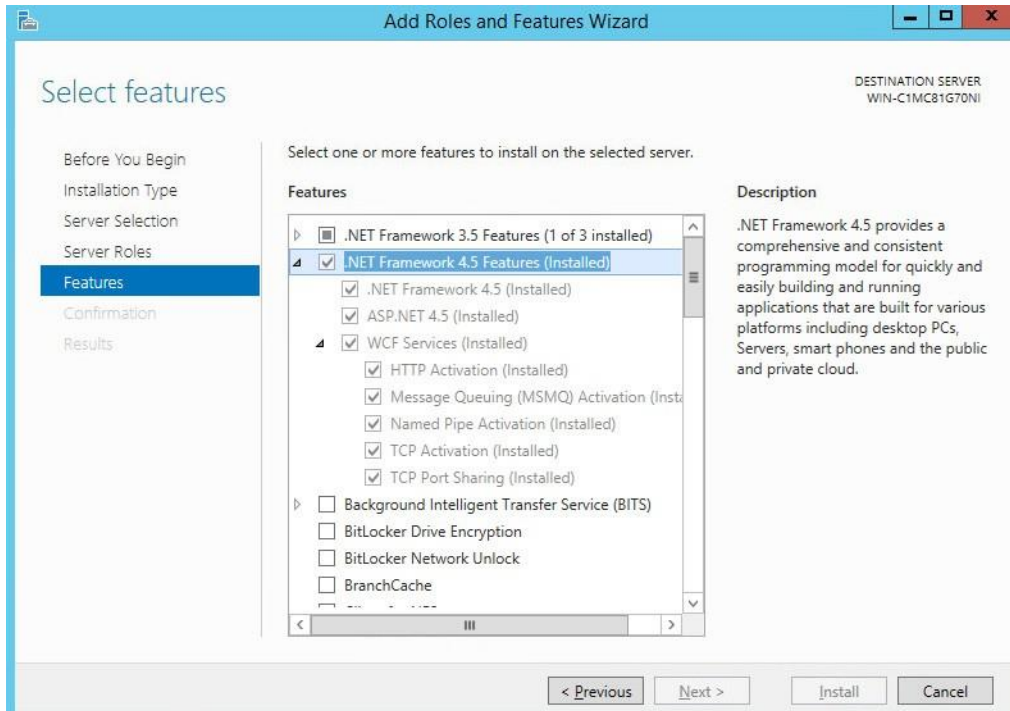 Add Roles and Features Wizard
Select features
DESTINATION SERVER
WIN-C1MC81G70NI
Before You Begin
Installation Type
Server Selection
Server Roles
Features
Confirmation
Results
Select one or more features to install on the selected server.
Features
.NET Framework 3.5 Features (1 of 3 installed)
.NET Framework 4.5 Features (Installed)
.NET Framework 4.5 (Installed)
ASP.NET 4.5 (Installed)
WCF Services (Installed)
HTTP Activation (Installed)
Message Queuing (MSMQ) Activation (Insta
Named Pipe Activation (Installed)
TCP Activation (Installed)
TCP Port Sharing (Installed)
Background Intelligent Transfer Service (BITS)
BitLocker Drive Encryption
BitLocker Network Unlock
BranchCache
Description
.NET Framework 4.5 provides a
comprehensive and consistent
programming model for quickly and
easily building and running
applications that are built for various
platforms including desktop PCs,
Servers, smart phones and the public
and private cloud.
< Previous
Next >
Install
Cancel